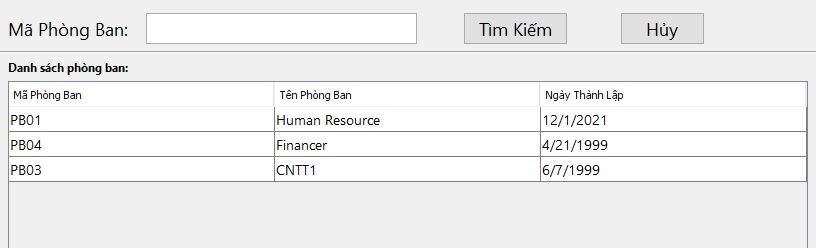 Mã Phòng Ban: Tìm Kiếm Hủy
Danh sách phòng ban:
Mã Phòng Ban Tên Phòng Ban Ngày Thành Lập
PB01 Human Resource 12/1/2021
PB04 Financer 4/21/1999
PB03 CNTT1 6/7/1999